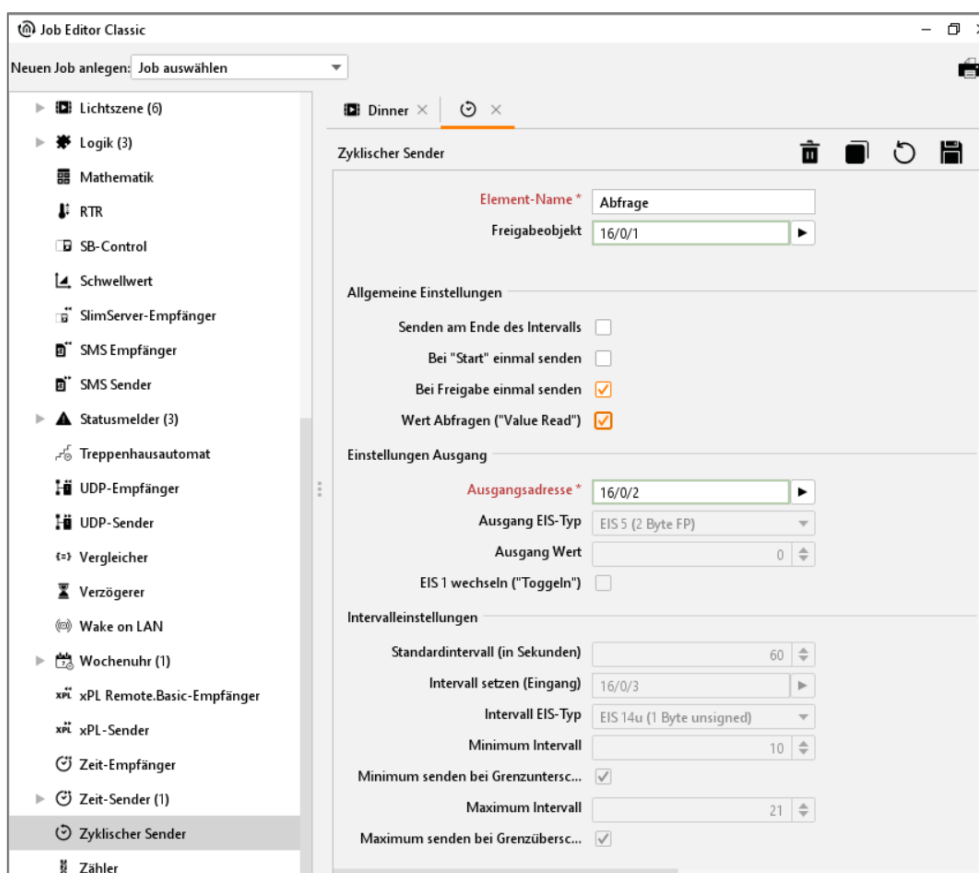 Job Editor Classic
Neuen Job anlegen: Job auswählen
Lichtszene (6)
Logik (3)
Mathematik
RTR
SB-Control
Schwellwert
SlimServer-Empfänger
SMS Empfänger
SMS Sender
Statusmelder (3)
Treppenhausautomat
UDP-Empfänger
UDP-Sender
Vergleicher
Verzögerer
Wake on LAN
Wochenuhr (1)
xPL xPL Remote.Basic-Empfänger
xPL xPL-Sender
Zeit-Empfänger
Zeit-Sender (1)
Zyklischer Sender
Zähler
Dinner
Zyklischer Sender
Element-Name * Abfrage
Freigabeobjekt 16/0/1
Allgemeine Einstellungen
Senden am Ende des Intervalls
Bei "Start" einmal senden
Bei Freigabe einmal senden
Wert Abfragen ("Value Read")
Einstellungen Ausgang
Ausgangsadresse * 16/0/2
Ausgang EIS-Typ EIS 5 (2 Byte FP)
Ausgang Wert 0
EIS 1 wechseln ("Toggeln")
Intervalleinstellungen
Standardintervall (in Sekunden) 60
Intervall setzen (Eingang) 16/0/3
Intervall EIS-Typ EIS 14u (1 Byte unsigned)
Minimum Intervall 10
Minimum senden bei Grenzuntersc...
Maximum Intervall 21
Maximum senden bei Grenzübersc...